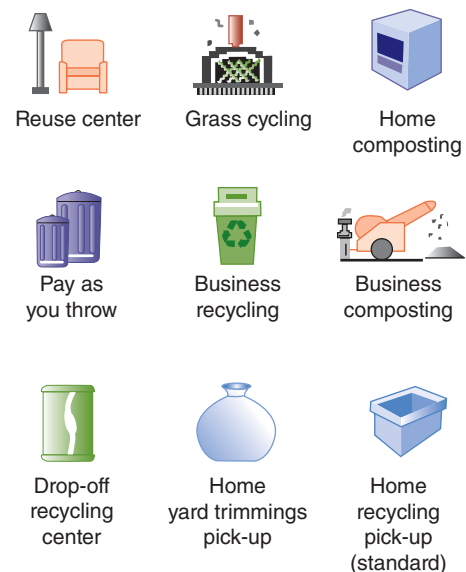 Reuse center
Grass cycling
Home
composting
Pay as
you throw
Business
recycling
Business
composting
Drop-off
recycling
center
Home
yard trimmings
pick-up
Home
recycling
pick-up
(standard)